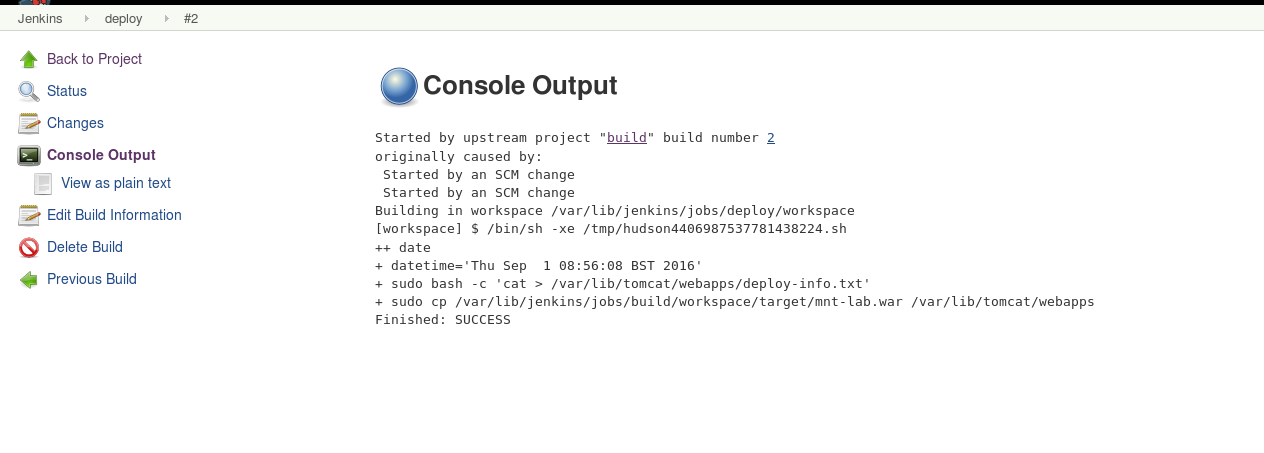 Jenkins deploy #2
Back to Project
Status
Changes
Console Output
View as plain text
Edit Build Information
Delete Build
Previous Build
Console Output
Started by upstream project "build" build number 2
originally caused by:
 Started by an SCM change
 Started by an SCM change
Building in workspace /var/lib/jenkins/jobs/deploy/workspace
[workspace] $ /bin/sh -xe /tmp/hudson4406987537781438224.sh
++ date
+ datetime='Thu Sep  1 08:56:08 BST 2016'
+ sudo bash -c 'cat > /var/lib/tomcat/webapps/deploy-info.txt'
+ sudo cp /var/lib/jenkins/jobs/build/workspace/target/mnt-lab.war /var/lib/tomcat/webapps
Finished: SUCCESS